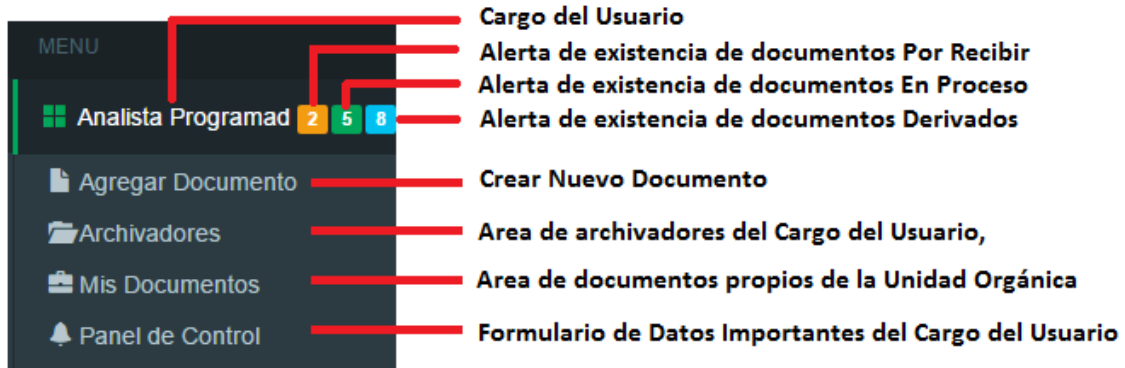 Cargo del Usuario
MENU
Alerta de existencia de documentos Por Recibir
Alerta de existencia de documentos En Proceso
Analista Programad 2 5 8
Alerta de existencia de documentos Derivados
Agregar Documento
Crear Nuevo Documento
Archivadores
Area de archivadores del Cargo del Usuario,
Mis Documentos
Area de documentos propios de la Unidad Orgánica
Panel de Control
Formulario de Datos Importantes del Cargo del Usuario